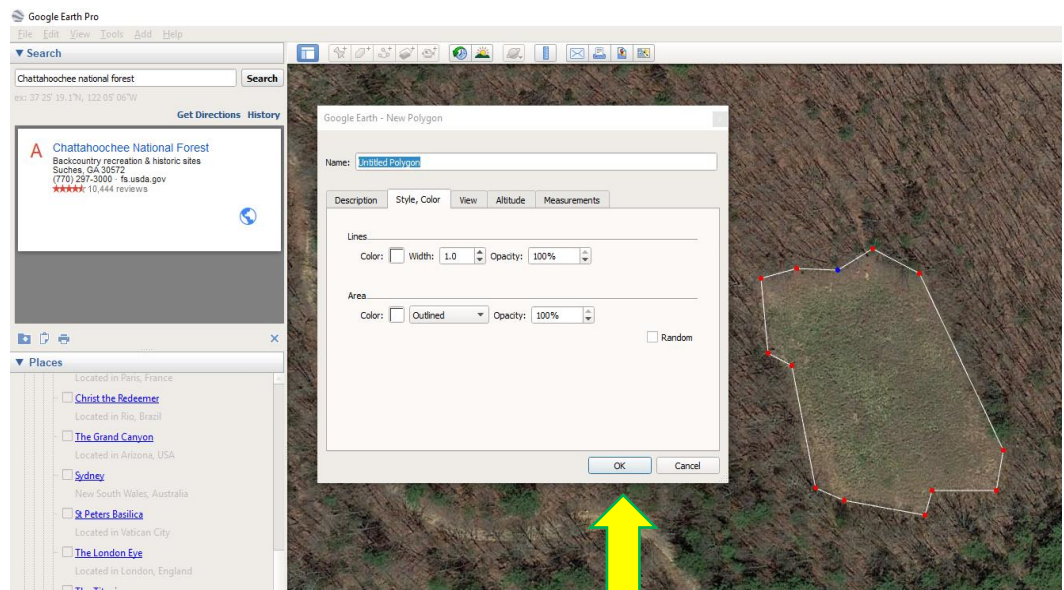 Google Earth Pro
File Edit View Tools Add Help
▼ Search
Chattahoochee national forest Search
ex: 37 25' 19.1"N, 122 05' 06"W
Get Directions History
A Chattahoochee National Forest
Backcountry recreation & historic sites
Suches, GA 30572
(770) 297-3000 · fs.usda.gov
10,444 reviews
▼ Places
Located in Paris, France
Christ the Redeemer
Located in Rio, Brazil
The Grand Canyon
Located in Arizona, USA
Sydney
New South Wales, Australia
St Peters Basilica
Located in Vatican City
The London Eye
Located in London, England
Google Earth - New Polygon
Name: Untitled Polygon
Description Style, Color View Altitude Measurements
Lines
Color: Width: 1.0 Opacity: 100%
Area
Color: Outlined Opacity: 100%
Random
OK Cancel